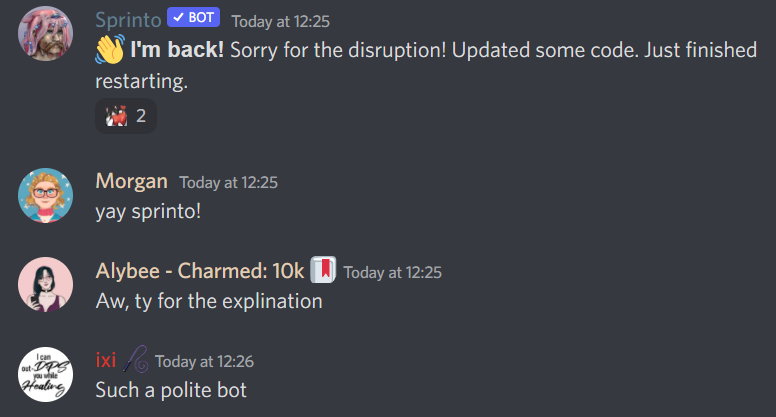 Sprinto ✓ BOT Today at 12:25
👋 I'm back! Sorry for the disruption! Updated some code. Just finished
restarting.
2
Morgan Today at 12:25
yay sprinto!
Alybee - Charmed: 10k Today at 12:25
Aw, ty for the explination
I can
out-DPS
you while
Healing
ixi Today at 12:26
Such a polite bot